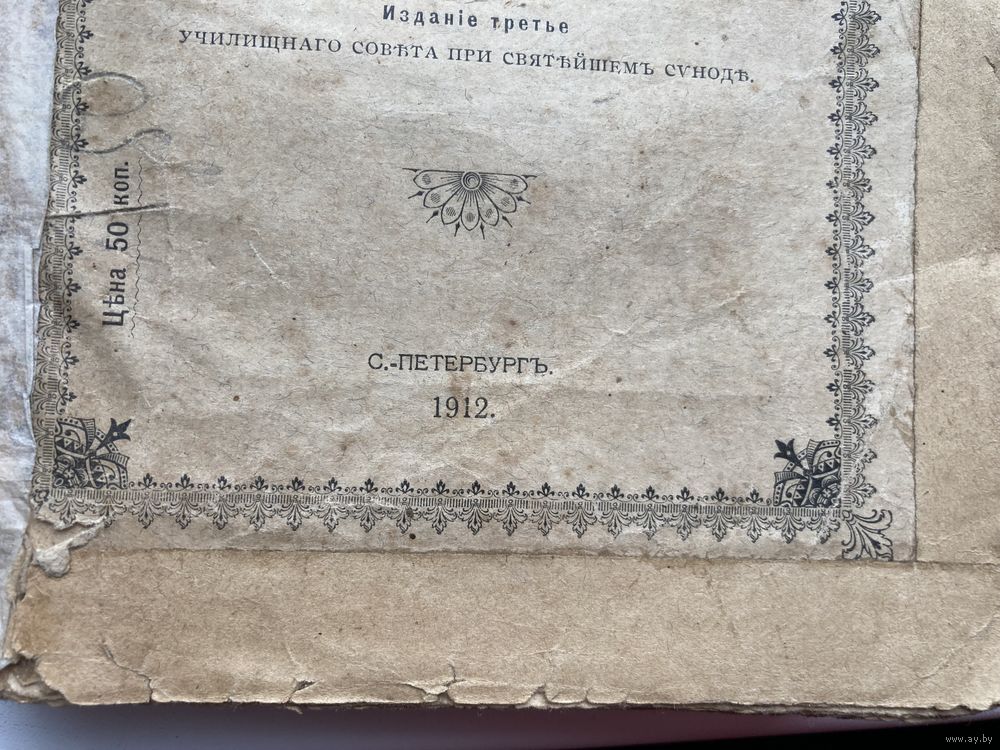 Изданіе третье
УЧИЛИЩНАГО СОВѢТА ПРИ СВЯТѢЙШЕМЪ СѴНОДѢ.
Цѣна 50 коп.
С.-ПЕТЕРБУРГЪ.
1912.
www.ay.by